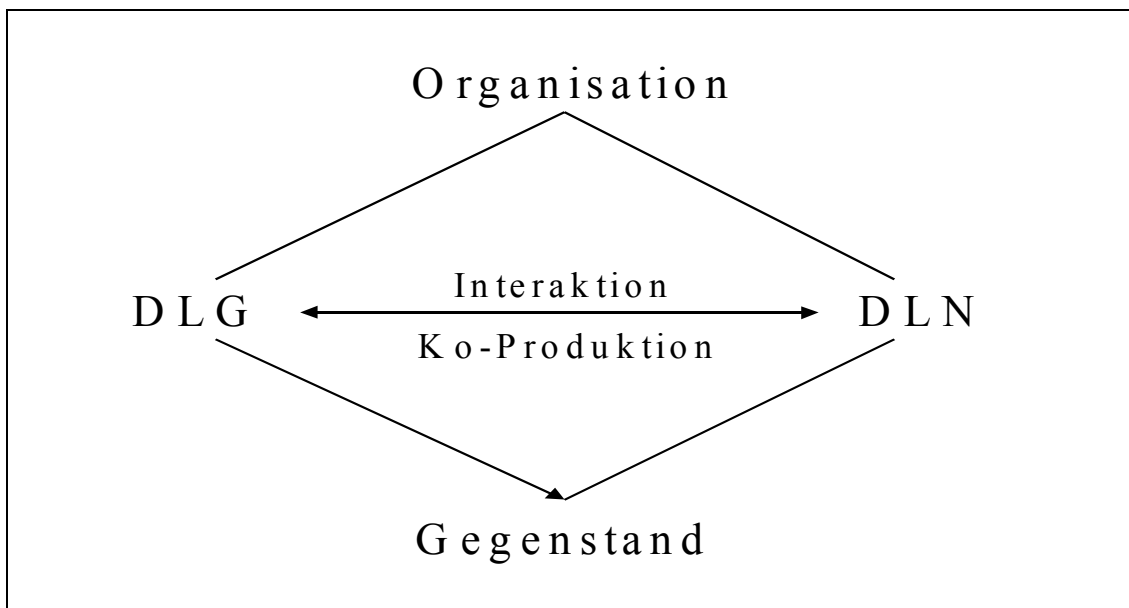 Organisation
Interaktion
DLG
DLN
Ko-Produktion
Gegenstand